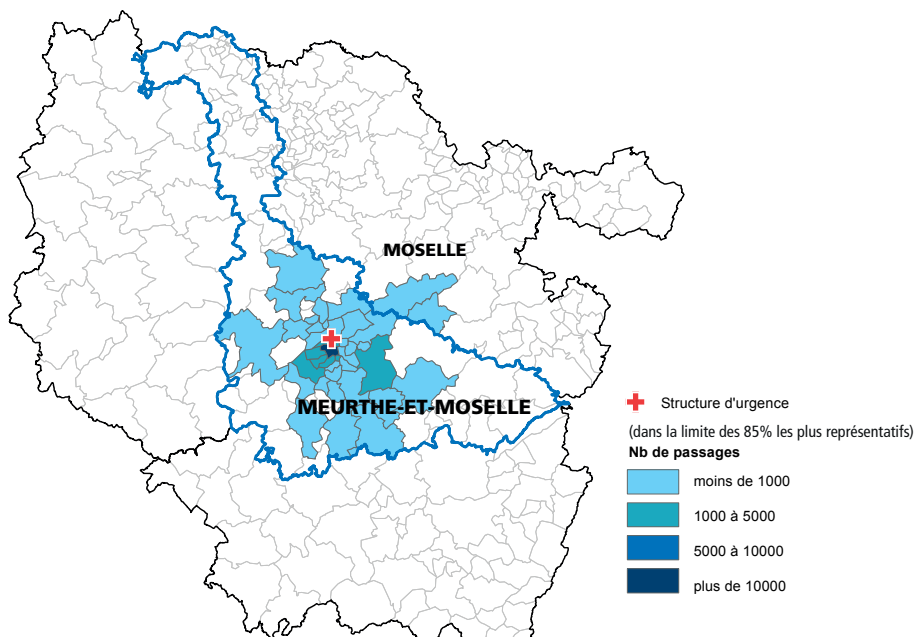 MOSELLE
MEURTHE-ET-MOSELLE
Structure d'urgence
(dans la limite des 85% les plus représentatifs)
Nb de passages
moins de 1000
1000 à 5000
5000 à 10000
plus de 10000